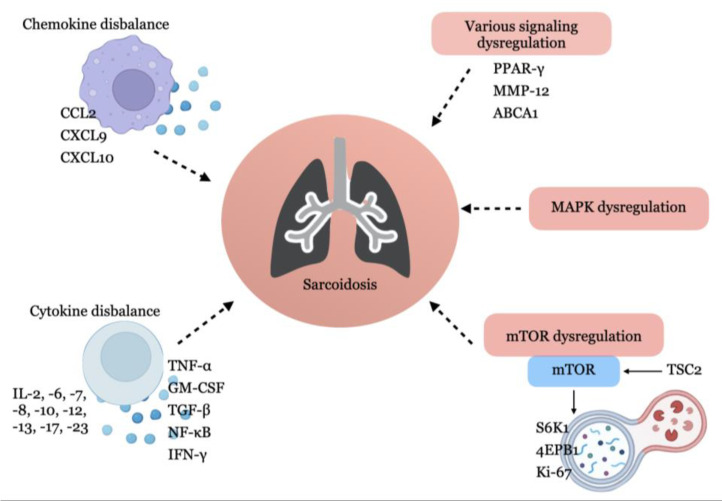 Chemokine disbalance
CCL2
CXCL9
CXCL10
Various signaling
dysregulation
PPAR-γ
MMP-12
ABCA1
MAPK dysregulation
Sarcoidosis
Cytokine disbalance
IL-2, -6, -7,
-8, -10, -12,
-13, -17, -23
TNF-α
GM-CSF
TGF-β
NF-κB
IFN-γ
mTOR dysregulation
mTOR
TSC2
S6K1
4EPB1
Ki-67